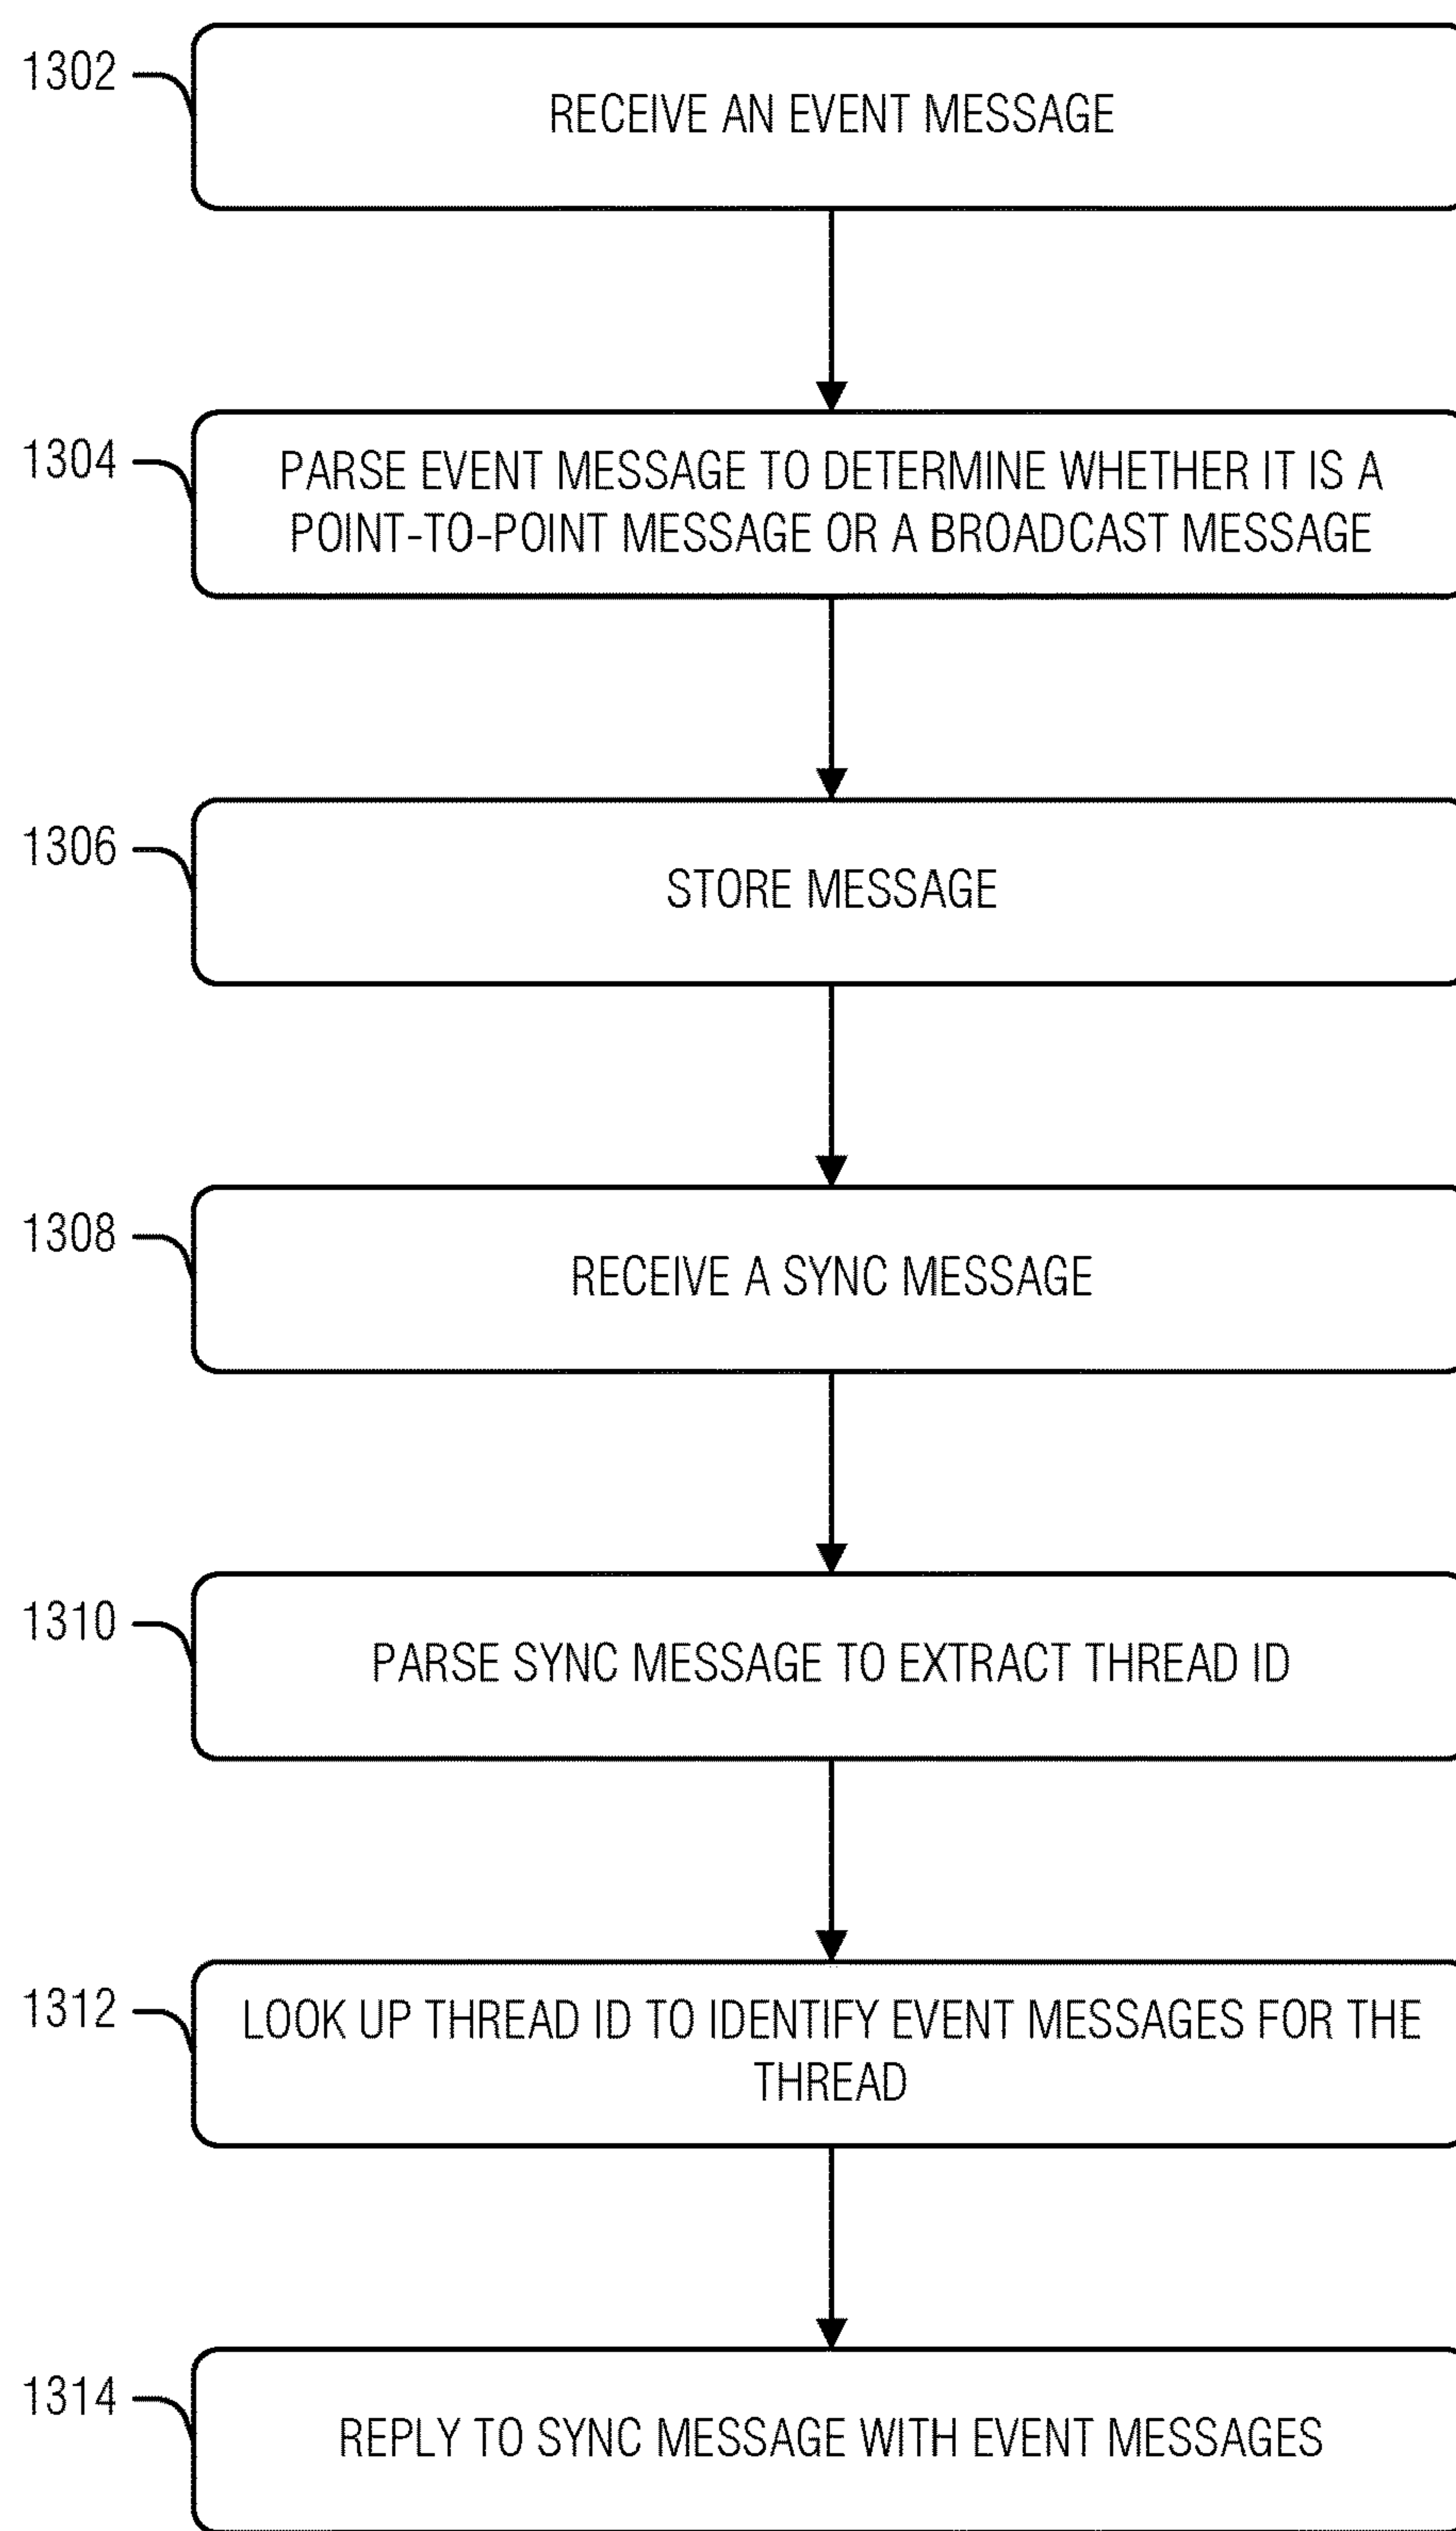 1302
RECEIVE AN EVENT MESSAGE
1304
PARSE EVENT MESSAGE TO DETERMINE WHETHER IT IS A
POINT-TO-POINT MESSAGE OR A BROADCAST MESSAGE
1306
STORE MESSAGE
1308
RECEIVE A SYNC MESSAGE
1310
PARSE SYNC MESSAGE TO EXTRACT THREAD ID
1312
LOOK UP THREAD ID TO IDENTIFY EVENT MESSAGES FOR THE
THREAD
1314
REPLY TO SYNC MESSAGE WITH EVENT MESSAGES